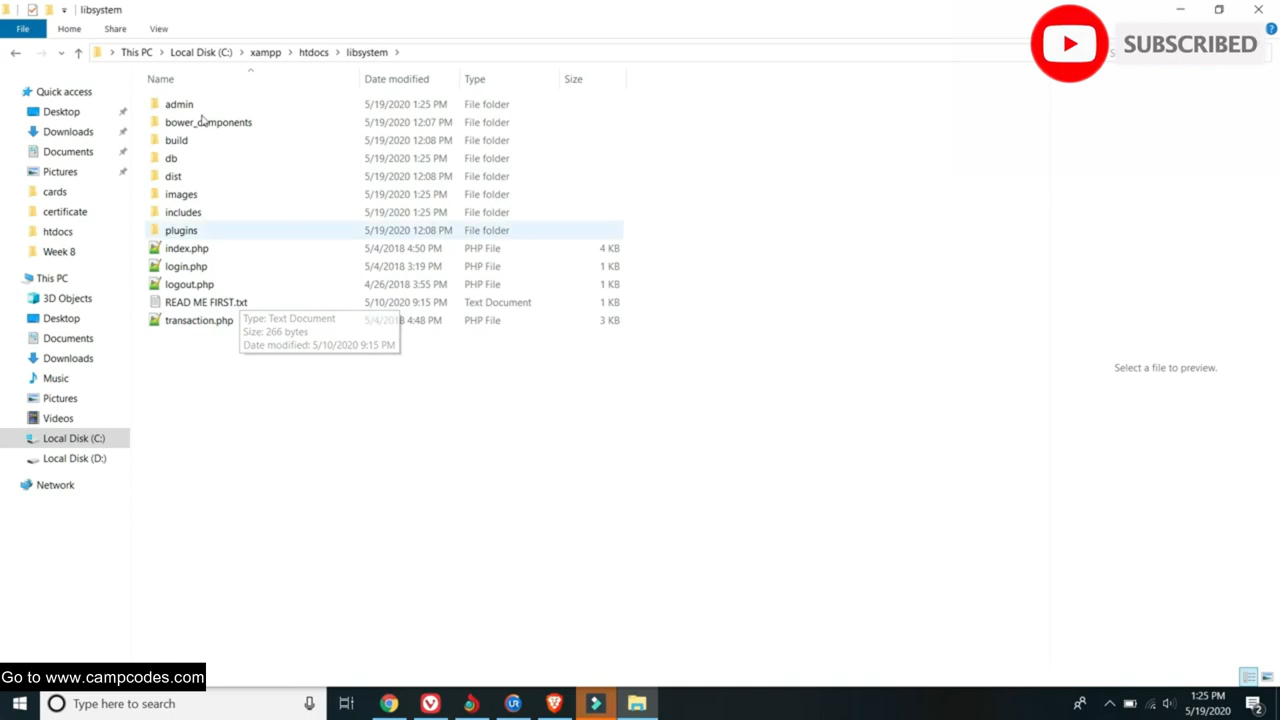 libsystem
File Home Share View
This PC Local Disk (C:) xampp htdocs libsystem
SUBSCRIBED
Name Date modified Type Size
Quick access
Desktop
Downloads
Documents
Pictures
cards
certificate
htdocs
Week 8
This PC
3D Objects
Desktop
Documents
Downloads
Music
Pictures
Videos
Local Disk (C:)
Local Disk (D:)
Network
admin 5/19/2020 1:25 PM File folder
bower_components 5/19/2020 12:07 PM File folder
build 5/19/2020 12:08 PM File folder
db 5/19/2020 1:25 PM File folder
dist 5/19/2020 12:08 PM File folder
images 5/19/2020 1:25 PM File folder
includes 5/19/2020 1:25 PM File folder
plugins 5/19/2020 12:08 PM File folder
index.php 5/4/2018 4:50 PM PHP File 4 KB
login.php 5/4/2018 3:19 PM PHP File 1 KB
logout.php 4/26/2018 3:55 PM PHP File 1 KB
READ ME FIRST.txt 5/10/2020 9:15 PM Text Document 1 KB
transaction.php 5/4/2018 4:48 PM PHP File 3 KB
Type: Text Document
Size: 266 bytes
Date modified: 5/10/2020 9:15 PM
Select a file to preview.
Go to www.campcodes.com
Type here to search
1:25 PM
5/19/2020
2